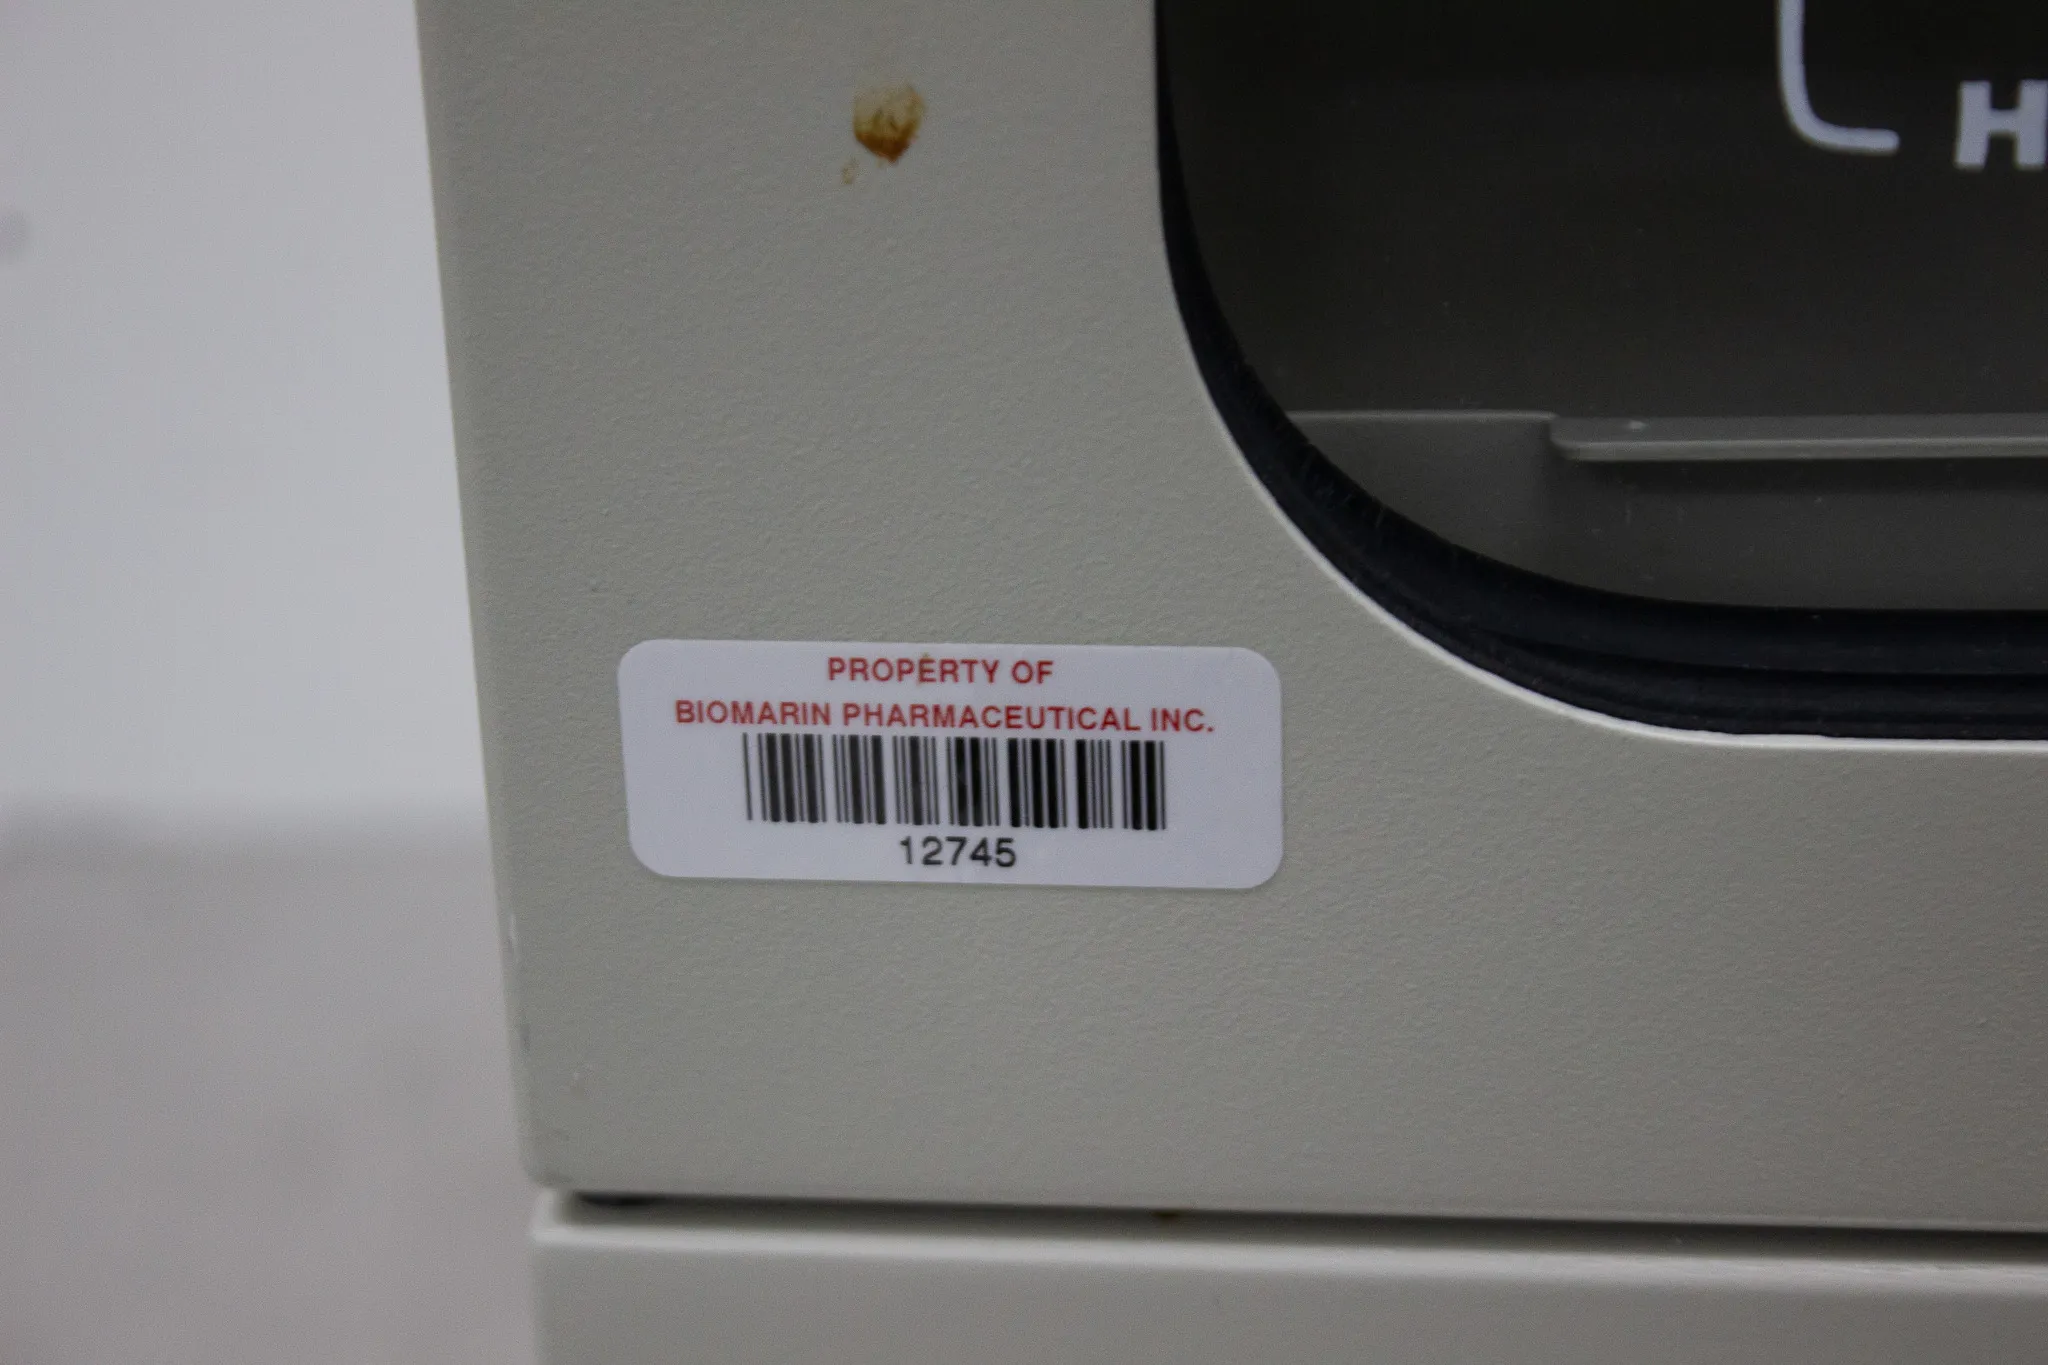 H
PROPERTY OF
BIOMARIN PHARMACEUTICAL INC.
12745